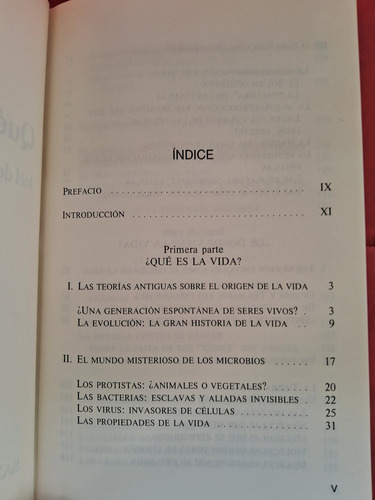 ÍNDICE
PREFACIO ........................................ IX
INTRODUCCIÓN ................................ XI
Primera parte
¿QUÉ ES LA VIDA?
I. LAS TEORÍAS ANTIGUAS SOBRE EL ORIGEN DE LA VIDA 3
¿UNA GENERACIÓN ESPONTÁNEA DE SERES VIVOS? . 3
LA EVOLUCIÓN: LA GRAN HISTORIA DE LA VIDA ... 9
II. EL MUNDO MISTERIOSO DE LOS MICROBIOS ...... 17
LOS PROTISTAS: ¿ANIMALES O VEGETALES? ....... 20
LAS BACTERIAS: ESCLAVAS Y ALIADAS INVISIBLES .. 22
LOS VIRUS: INVASORES DE CÉLULAS ............ 25
LAS PROPIEDADES DE LA VIDA ................ 31
V